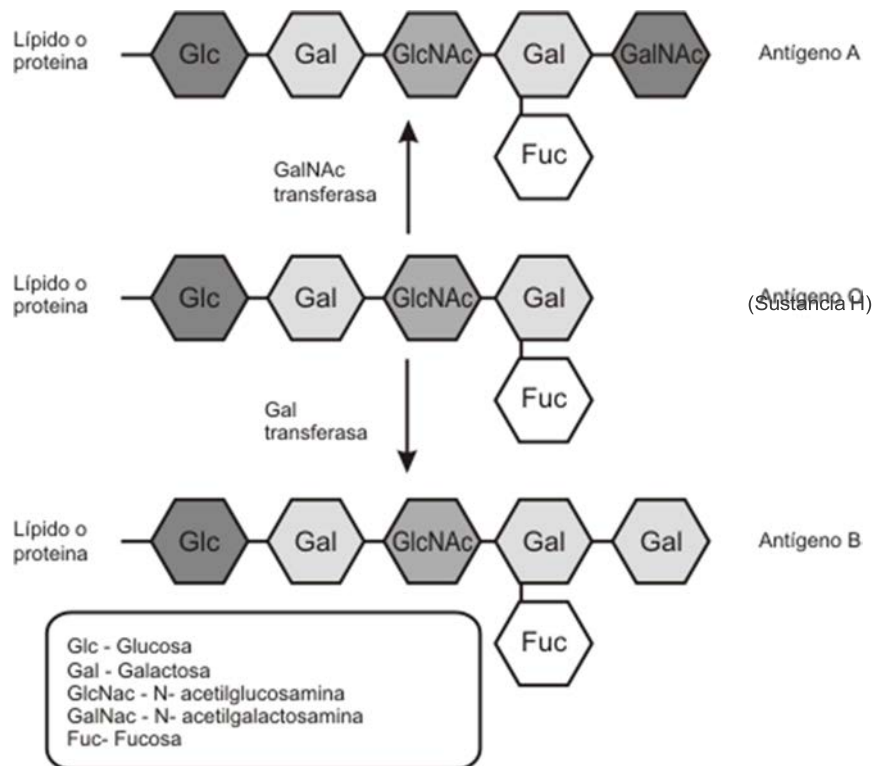 Lípido o
proteina
Glc
Gal
GlcNAc
Gal
GalNAc
Fuc
Antígeno A
GalNAc
transferasa
Lípido o
proteina
Glc
Gal
GlcNAc
Gal
Fuc
Antígeno O
(Sustancia H)
Gal
transferasa
Lípido o
proteina
Glc
Gal
GlcNAc
Gal
Gal
Fuc
Antígeno B
Glc - Glucosa
Gal - Galactosa
GlcNac - N- acetilglucosamina
GalNac - N- acetilgalactosamina
Fuc- Fucosa